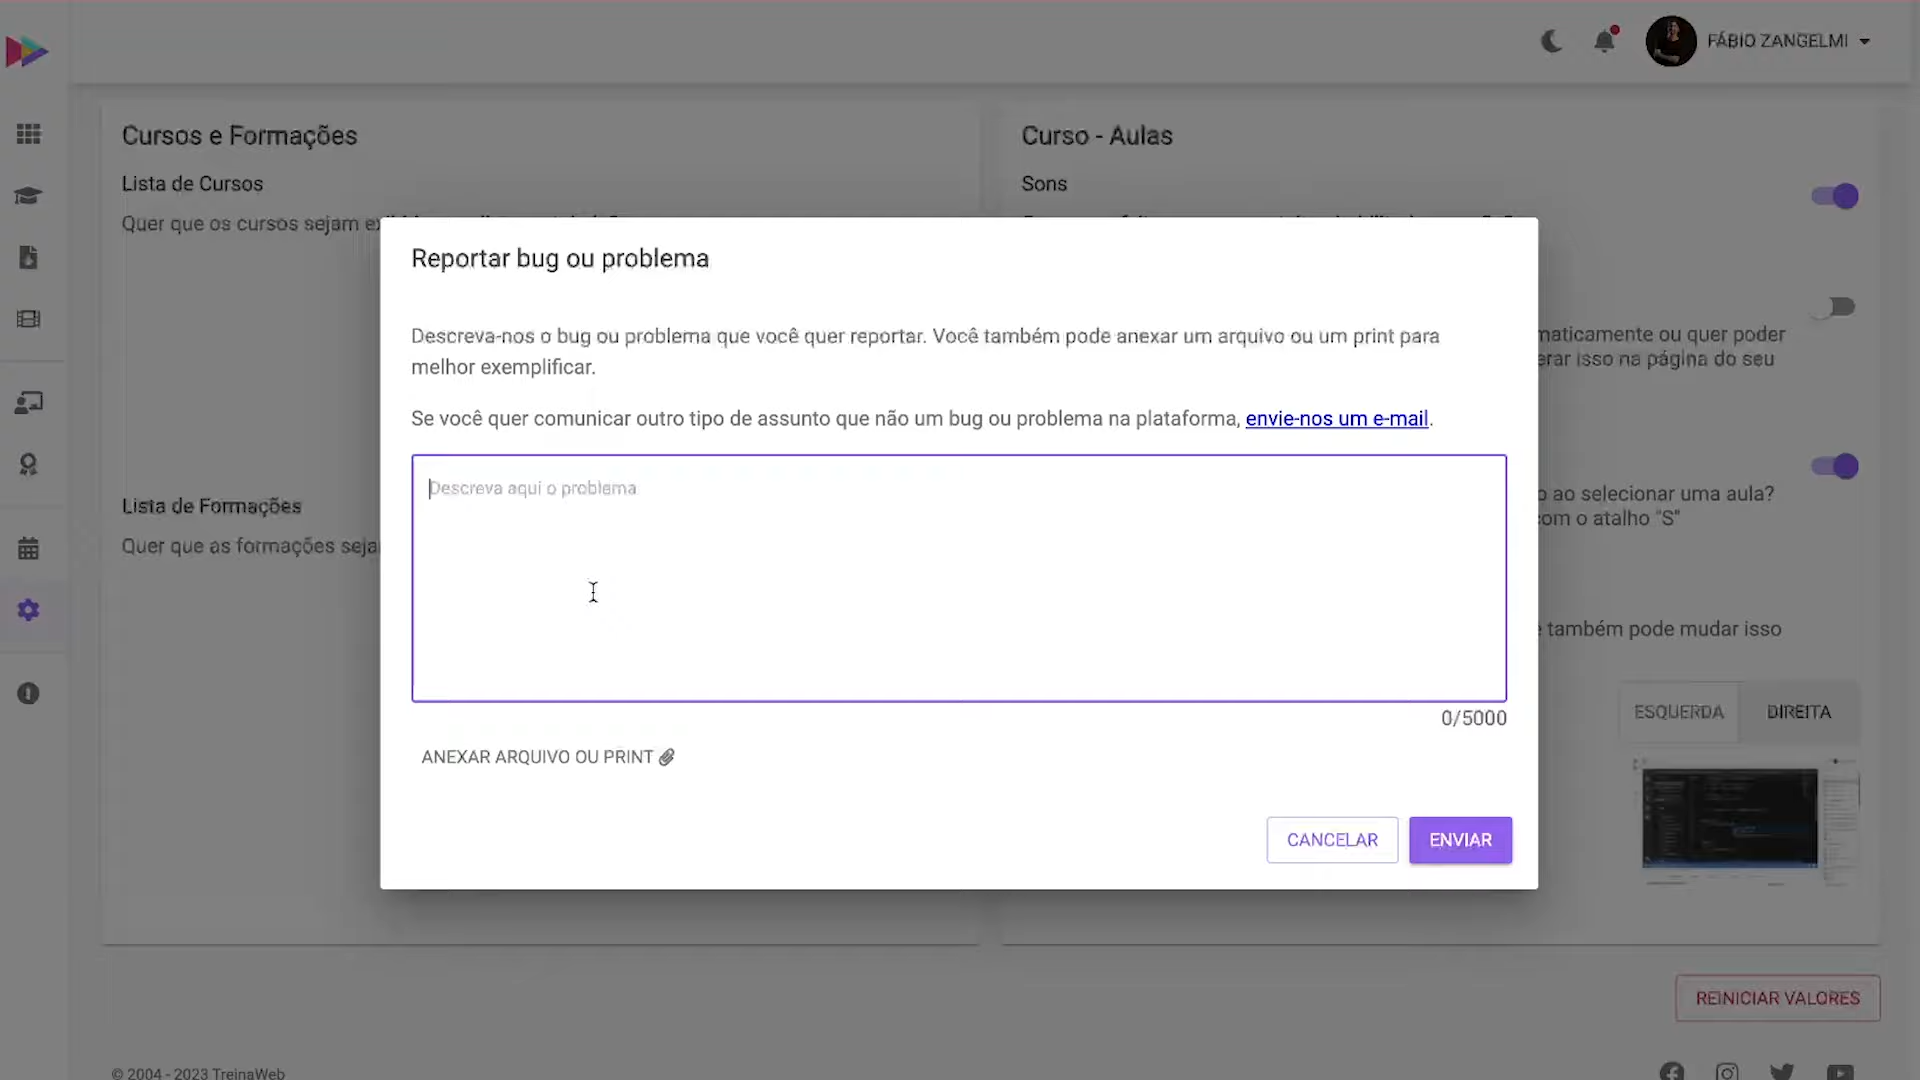 FÁBIO ZANGELMI
Cursos e Formações
Lista de Cursos
Quer que os cursos sejam
Curso - Aulas
Sons
Reportar bug ou problema
Descreva-nos o bug ou problema que você quer reportar. Você também pode anexar um arquivo ou um print para
melhor exemplificar.
Se você quer comunicar outro tipo de assunto que não um bug ou problema na plataforma, envie-nos um e-mail.
Descreva aqui o problema
0/5000
ANEXAR ARQUIVO OU PRINT
CANCELAR
ENVIAR
Lista de Formações
Quer que as formações
maticamente ou quer poder
erar isso na página do seu
o ao selecionar uma aula?
com o atalho "S"
também pode mudar isso
ESQUERDA
DIREITA
REINICIAR VALORES
© 2004 - 2023 TreinaWeb